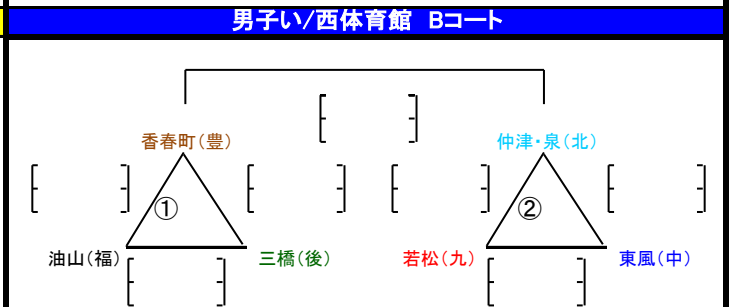 男子い/西体育館 Bコート
香春町(豊)
仲津・泉(北)
①
②
油山(福)
三橋(後)
若松(九)
東風(中)